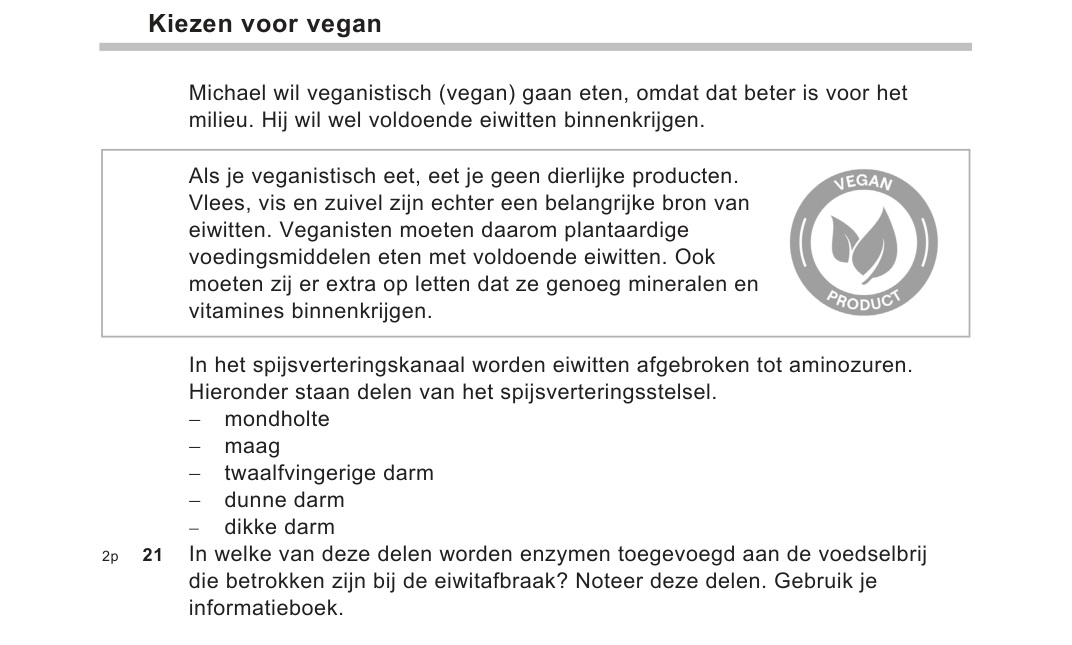 Kiezen voor vegan
Michael wil veganistisch (vegan) gaan eten, omdat dat beter is voor het
milieu. Hij wil wel voldoende eiwitten binnenkrijgen.
Als je veganistisch eet, eet je geen dierlijke producten.
Vlees, vis en zuivel zijn echter een belangrijke bron van
eiwitten. Veganisten moeten daarom plantaardige
voedingsmiddelen eten met voldoende eiwitten. Ook
moeten zij er extra op letten dat ze genoeg mineralen en
vitamines binnenkrijgen.
VEGAN
PRODUCT
In het spijsverteringskanaal worden eiwitten afgebroken tot aminozuren.
Hieronder staan delen van het spijsverteringsstelsel.
– mondholte
– maag
– twaalfvingerige darm
– dunne darm
– dikke darm
2p 21 In welke van deze delen worden enzymen toegevoegd aan de voedselbrij
die betrokken zijn bij de eiwitafbraak? Noteer deze delen. Gebruik je
informatieboek.